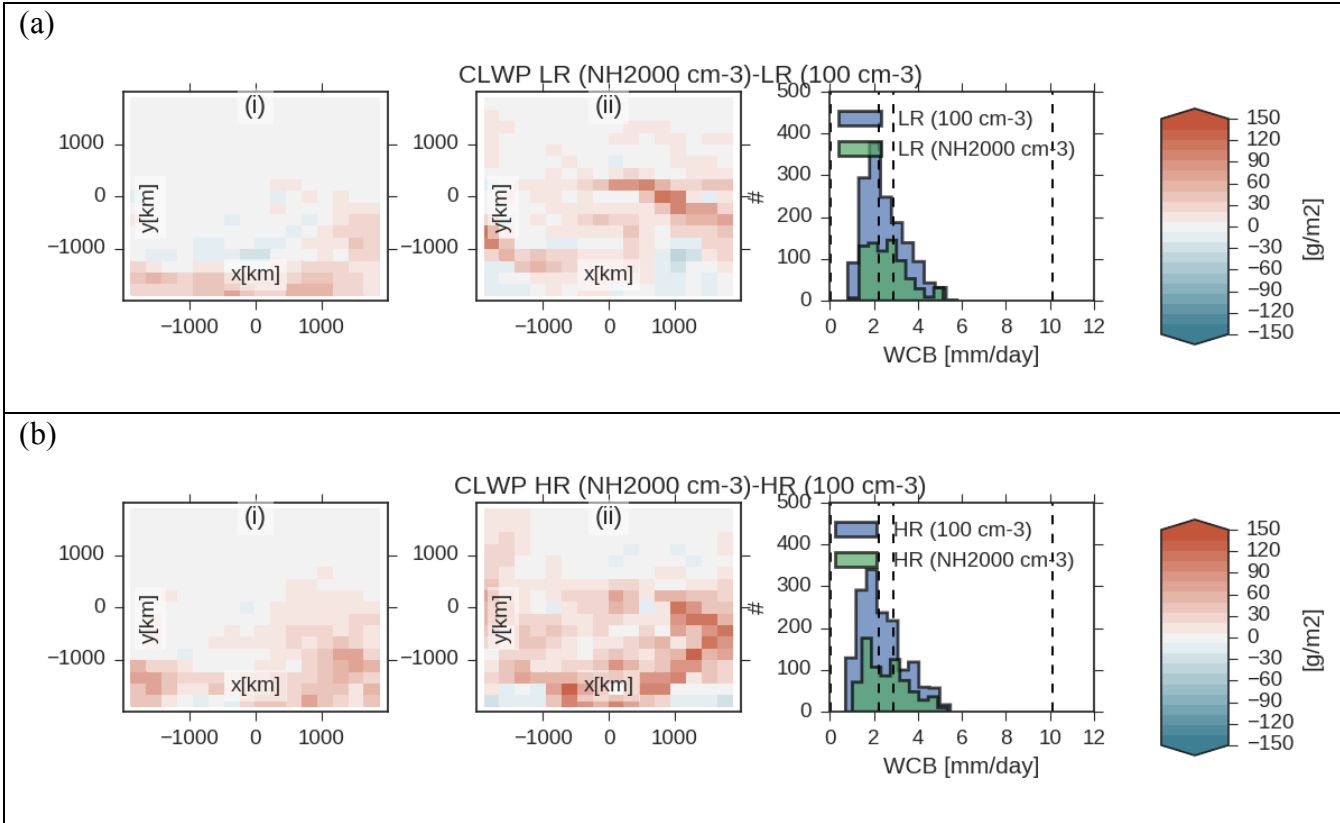 (a)
CLWP LR (NH2000 cm-3)-LR (100 cm-3)
(i)
1000
0
−1000
y[km]
x[km]
−1000 0 1000
(ii)
1000
0
−1000
y[km]
x[km]
−1000 0 1000
500
400
300
200
100
0
#
LR (100 cm-3)
LR (NH2000 cm-3)
0 2 4 6 8 10 12
WCB [mm/day]
150
120
90
60
30
0
−30
−60
−90
−120
−150
[g/m2]
(b)
CLWP HR (NH2000 cm-3)-HR (100 cm-3)
(i)
1000
0
−1000
y[km]
x[km]
−1000 0 1000
(ii)
1000
0
−1000
y[km]
x[km]
−1000 0 1000
500
400
300
200
100
0
#
HR (100 cm-3)
HR (NH2000 cm-3)
0 2 4 6 8 10 12
WCB [mm/day]
150
120
90
60
30
0
−30
−60
−90
−120
−150
[g/m2]